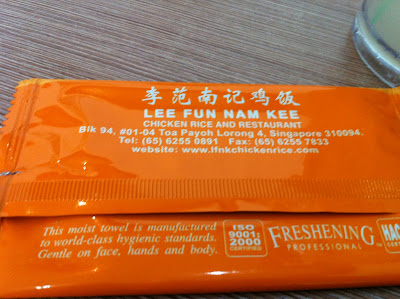 李范南记鸡饭
LEE FUN NAM KEE
CHICKEN RICE AND RESTAURANT
Blk 94, #01-04 Toa Payoh Lorong 4, Singapore 310094.
Tel: (65) 6255 0891 Fax: (65) 6255 7833
website: www.lfnkchickenrice.com
This moist towel is manufactured
to world-class hygienic standards.
Gentle on face, hands and body.
ISO
9001:
2000
CERTIFIED
FRESHENING
PROFESSIONAL